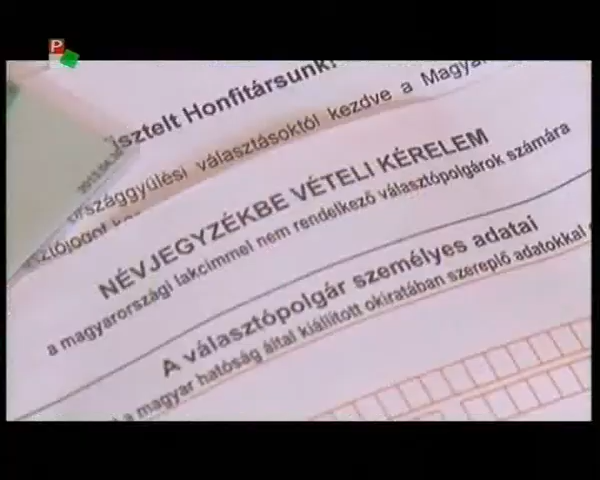 P
Tisztelt Honfitársunk!
országgyűlési választásoktól kezdve a Magyar
NÉVJEGYZÉKBE VÉTELI KÉRELEM
a magyarországi lakcímmel nem rendelkező választópolgárok számára
A választópolgár személyes adatai
a magyar hatóság által kiállított okiratában szereplő adatokkal